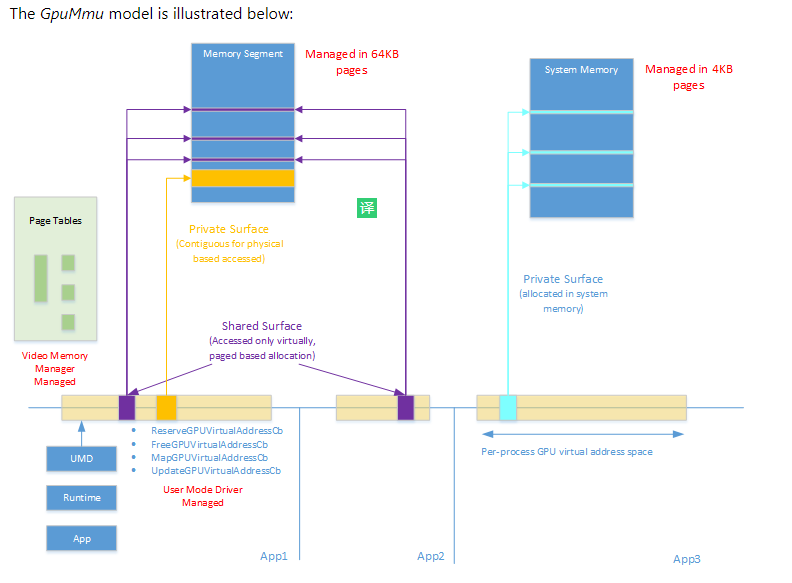 The GpuMmu model is illustrated below:
Memory Segment
Managed in 64KB
pages
System Memory
Managed in 4KB
pages
译
Page Tables
Private Surface
(Contiguous for physical
based accessed)
Private Surface
(allocated in system
memory)
Shared Surface
(Accessed only virtually,
paged based allocation)
Video Memory
Manager
Managed
• ReserveGPUVirtualAddressCb
• FreeGPUVirtualAddressCb
• MapGPUVirtualAddressCb
• UpdateGPUVirtualAddressCb
User Mode Driver
Managed
Per-process GPU virtual address space
UMD
Runtime
App
App1
App2
App3